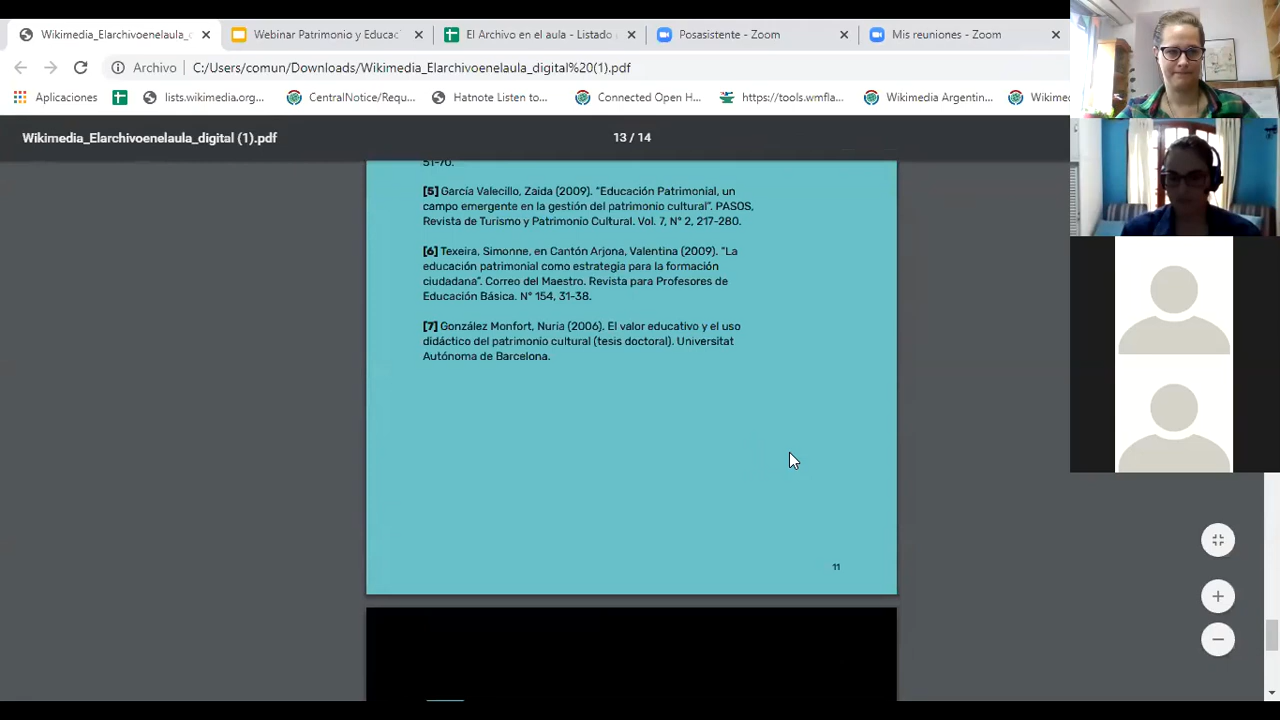 Wikimedia_Elarchivoenelaula_d
Webinar Patrimonio y Educac
El Archivo en el aula - Listado
Posasistente - Zoom
Mis reuniones - Zoom
Archivo
C:/Users/comun/Downloads/Wikimedia_Elarchivoenelaula_digital%20(1).pdf
Aplicaciones
lists.wikimedia.org...
CentralNotice/Requ...
Hatnote Listen to...
Connected Open H...
https://tools.wmfla...
Wikimedia Argentin...
Wikime
Wikimedia_Elarchivoenelaula_digital (1).pdf
13 / 14
51-70.
[5] García Valecillo, Zaida (2009). "Educación Patrimonial, un
campo emergente en la gestión del patrimonio cultural". PASOS,
Revista de Turismo y Patrimonio Cultural. Vol. 7, N° 2, 217-280.
[6] Texeira, Simonne, en Cantón Arjona, Valentina (2009). "La
educación patrimonial como estrategia para la formación
ciudadana". Correo del Maestro. Revista para Profesores de
Educación Básica. N° 154, 31-38.
[7] González Monfort, Nuria (2006). El valor educativo y el uso
didáctico del patrimonio cultural (tesis doctoral). Universitat
Autónoma de Barcelona.
11